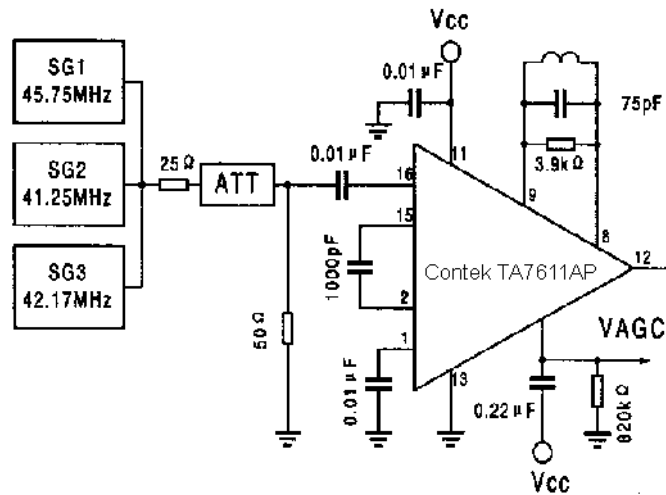 Vcc
SG1
45.75MHz
0.01μF
75pF
SG2
41.25MHz
25Ω
ATT
0.01μF
11
3.9kΩ
16
9
15
8
SG3
42.17MHz
1000pF
Contek TA7611AP
12
2
50Ω
1
VAGC
0.01μF
13
0.22μF
820kΩ
Vcc